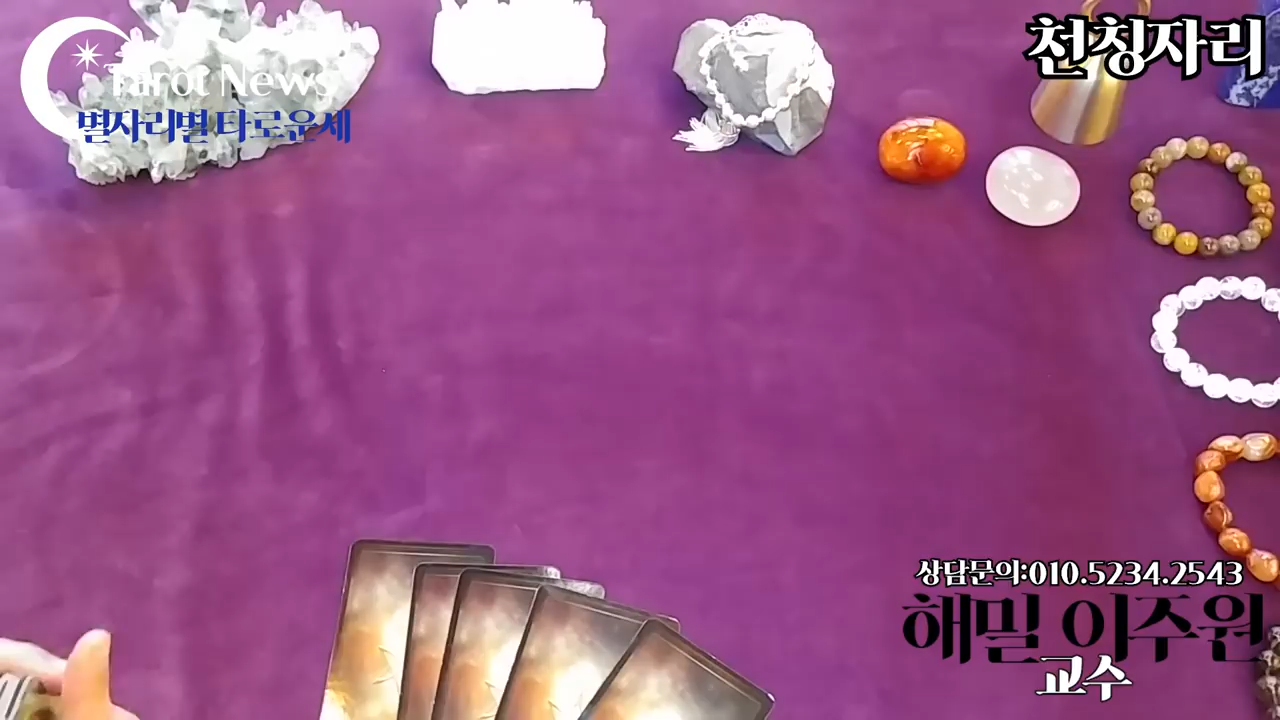 Tarot News
별자리별 타로운세
천칭자리
상담문의:010.5234.2543
해밀 이주원
교수